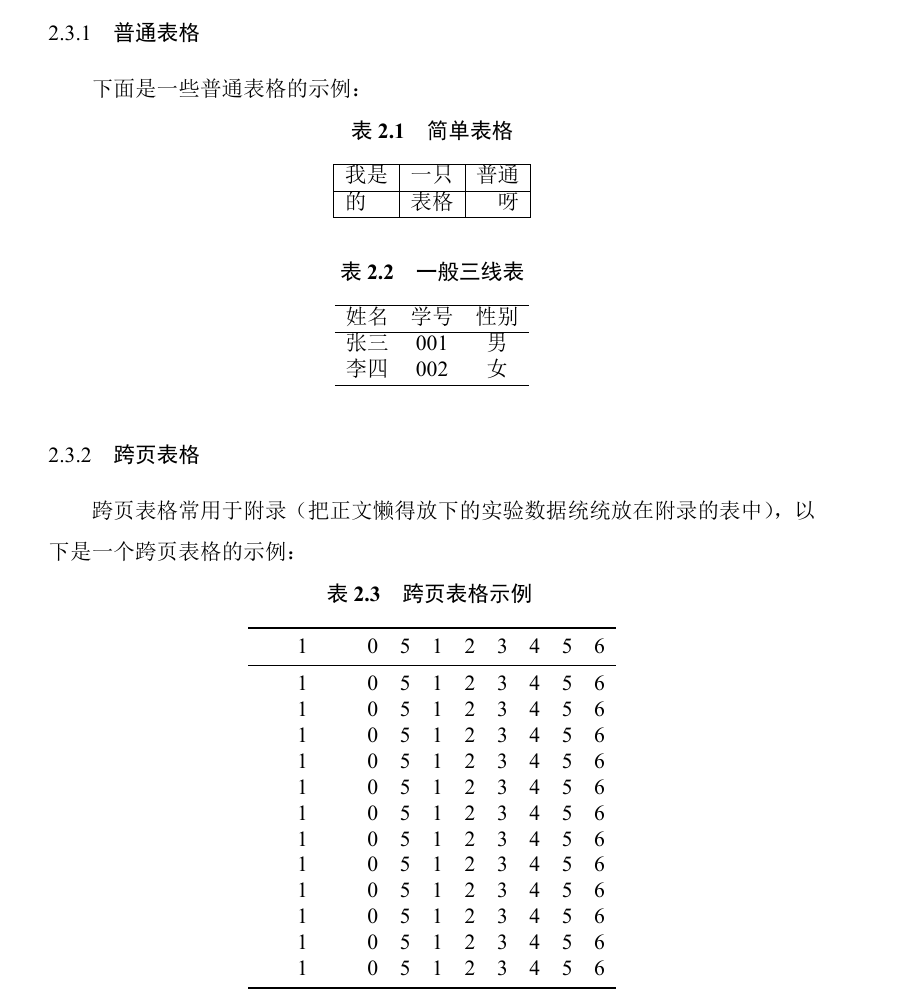 2.3.1 普通表格
下面是一些普通表格的示例：
表 2.1 简单表格
我是 一只 普通
的 表格 呀
表 2.2 一般三线表
姓名 学号 性别
张三 001 男
李四 002 女
2.3.2 跨页表格
跨页表格常用于附录（把正文懒得放下的实验数据统统放在附录的表中），以
下是一个跨页表格的示例：
表 2.3 跨页表格示例
1 0 5 1 2 3 4 5 6
1 0 5 1 2 3 4 5 6
1 0 5 1 2 3 4 5 6
1 0 5 1 2 3 4 5 6
1 0 5 1 2 3 4 5 6
1 0 5 1 2 3 4 5 6
1 0 5 1 2 3 4 5 6
1 0 5 1 2 3 4 5 6
1 0 5 1 2 3 4 5 6
1 0 5 1 2 3 4 5 6
1 0 5 1 2 3 4 5 6
1 0 5 1 2 3 4 5 6
1 0 5 1 2 3 4 5 6